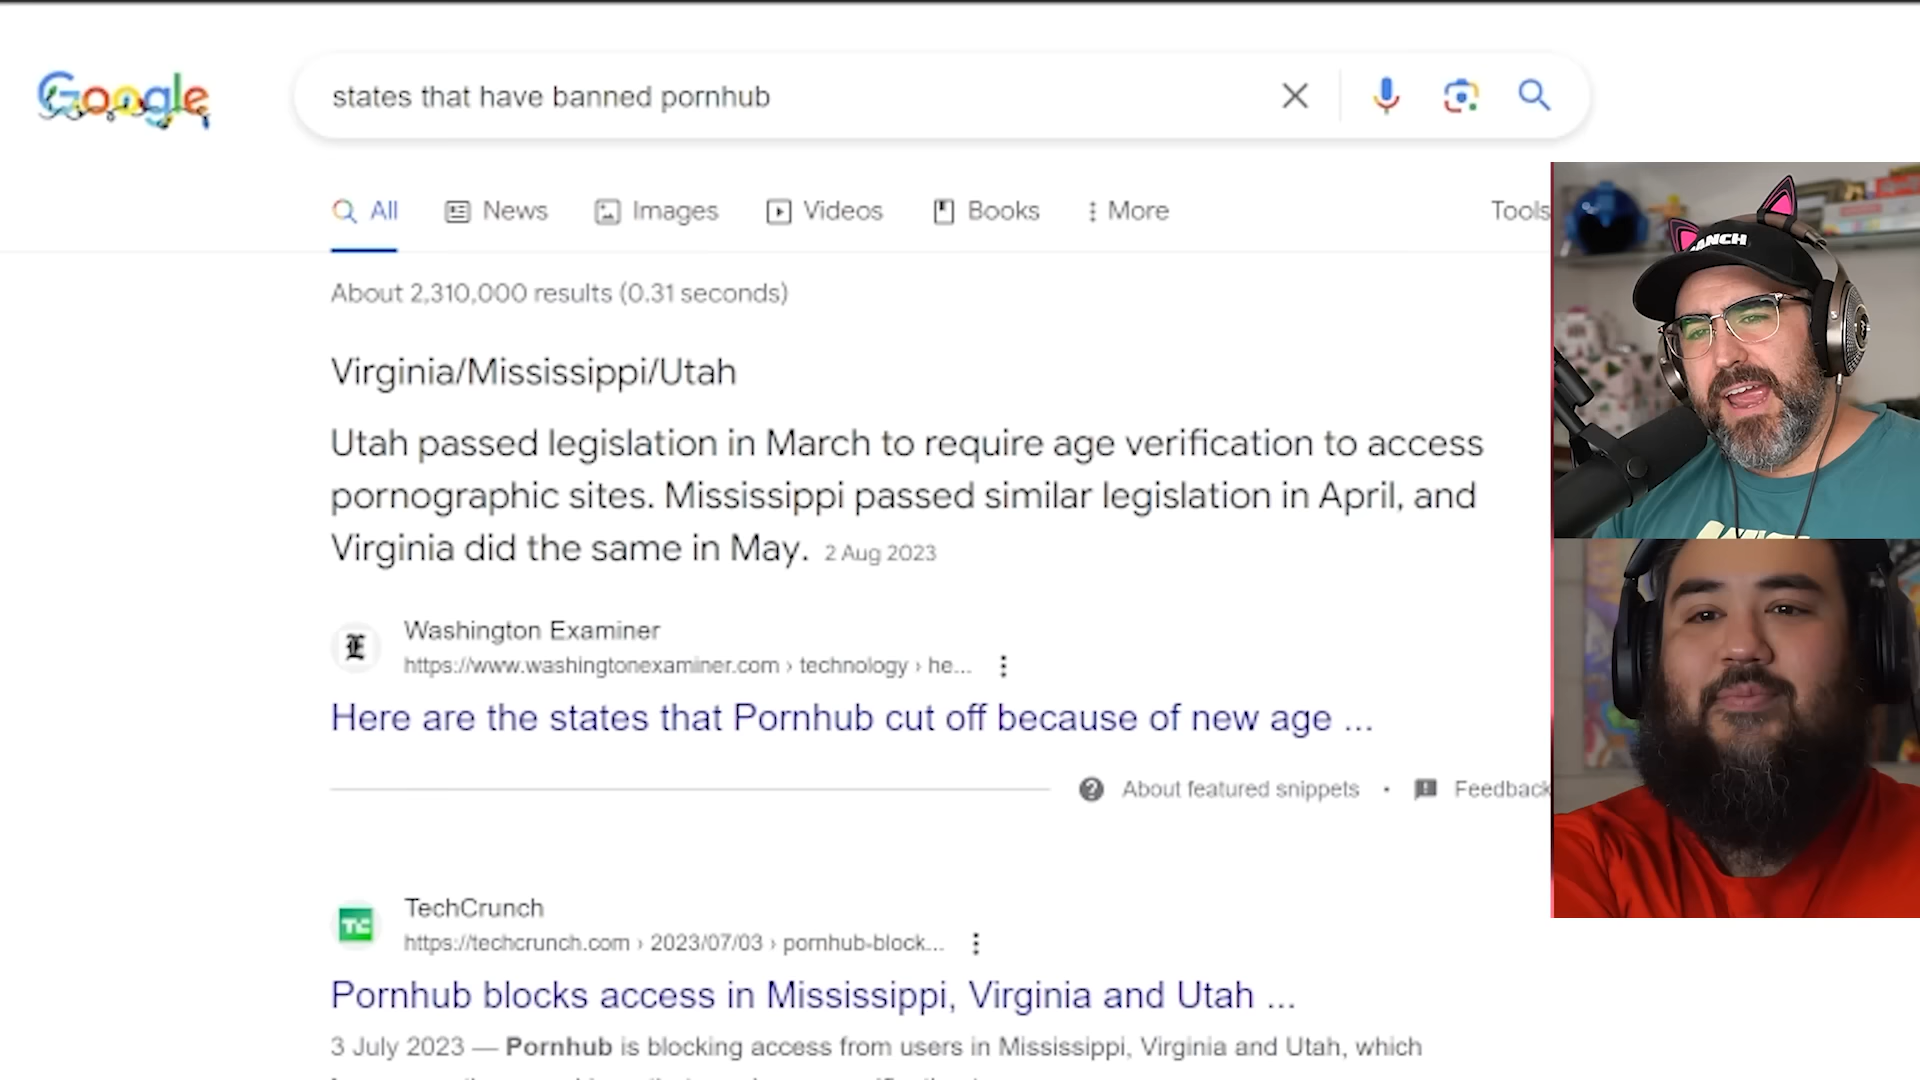 Google
states that have banned pornhub
All News Images Videos Books More Tools
About 2,310,000 results (0.31 seconds)
Virginia/Mississippi/Utah
Utah passed legislation in March to require age verification to access
pornographic sites. Mississippi passed similar legislation in April, and
Virginia did the same in May. 2 Aug 2023
Washington Examiner
https://www.washingtonexaminer.com › technology › he...
Here are the states that Pornhub cut off because of new age ...
About featured snippets • Feedback
TC
TechCrunch
https://techcrunch.com › 2023/07/03 › pornhub-block...
Pornhub blocks access in Mississippi, Virginia and Utah ...
3 July 2023 — Pornhub is blocking access from users in Mississippi, Virginia and Utah, which